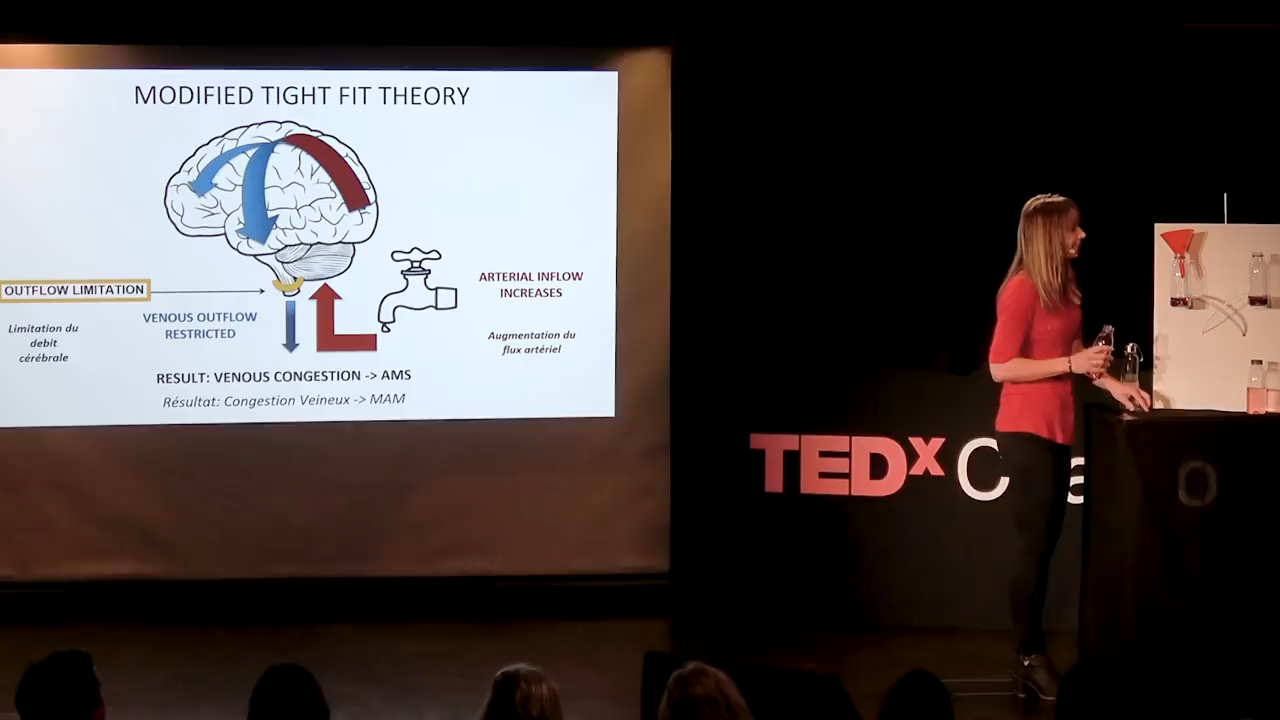 MODIFIED TIGHT FIT THEORY
OUTFLOW LIMITATION
Limitation du
debit
cérébrale
VENOUS OUTFLOW
RESTRICTED
ARTERIAL INFLOW
INCREASES
Augmentation du
flux artériel
RESULT: VENOUS CONGESTION -> AMS
Résultat: Congestion Veineux -> MAM
TEDx